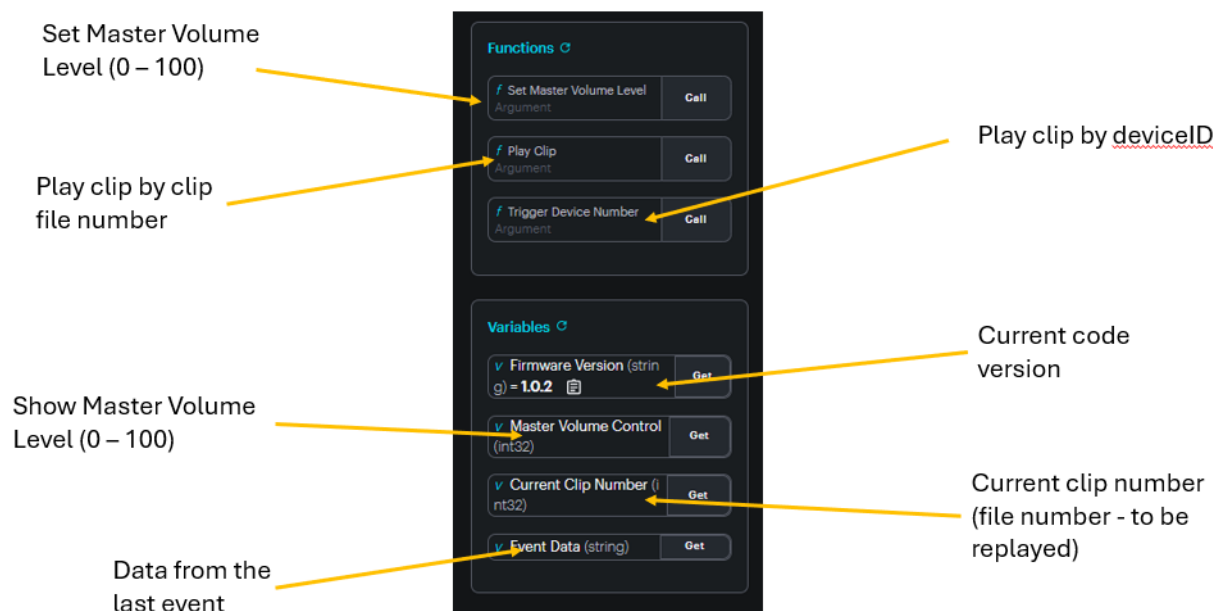 Set Master Volume
Level (0 – 100)
Play clip by clip
file number
Show Master Volume
Level (0 – 100)
Data from the
last event
Functions
f Set Master Volume Level
Argument
Call
f Play Clip
Argument
Call
f Trigger Device Number
Argument
Call
Variables
v Firmware Version (strin
g) = 1.0.2
Get
v Master Volume Control
(int32)
Get
v Current Clip Number (i
nt32)
Get
v Event Data (string)
Get
Play clip by deviceID
Current code
version
Current clip number
(file number - to be
replayed)